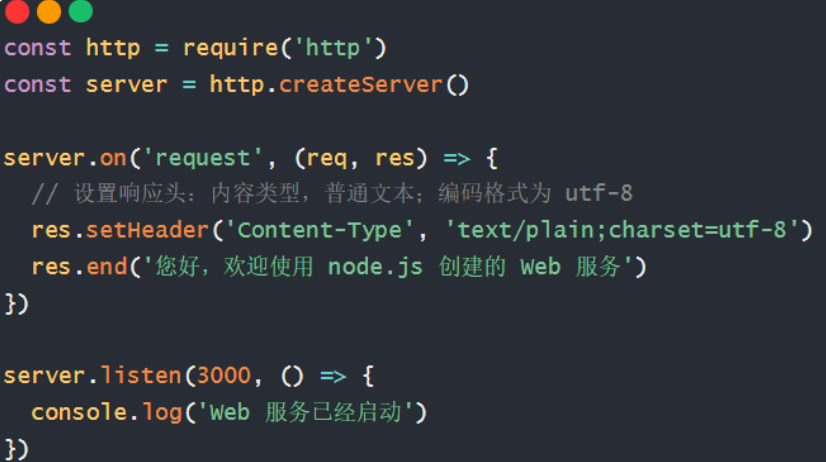 const http = require('http')
const server = http.createServer()
server.on('request', (req, res) => {
// 设置响应头：内容类型，普通文本；编码格式为 utf-8
res.setHeader('Content-Type', 'text/plain;charset=utf-8')
res.end('您好，欢迎使用 node.js 创建的 Web 服务')
})
server.listen(3000, () => {
console.log('Web 服务已经启动')
})